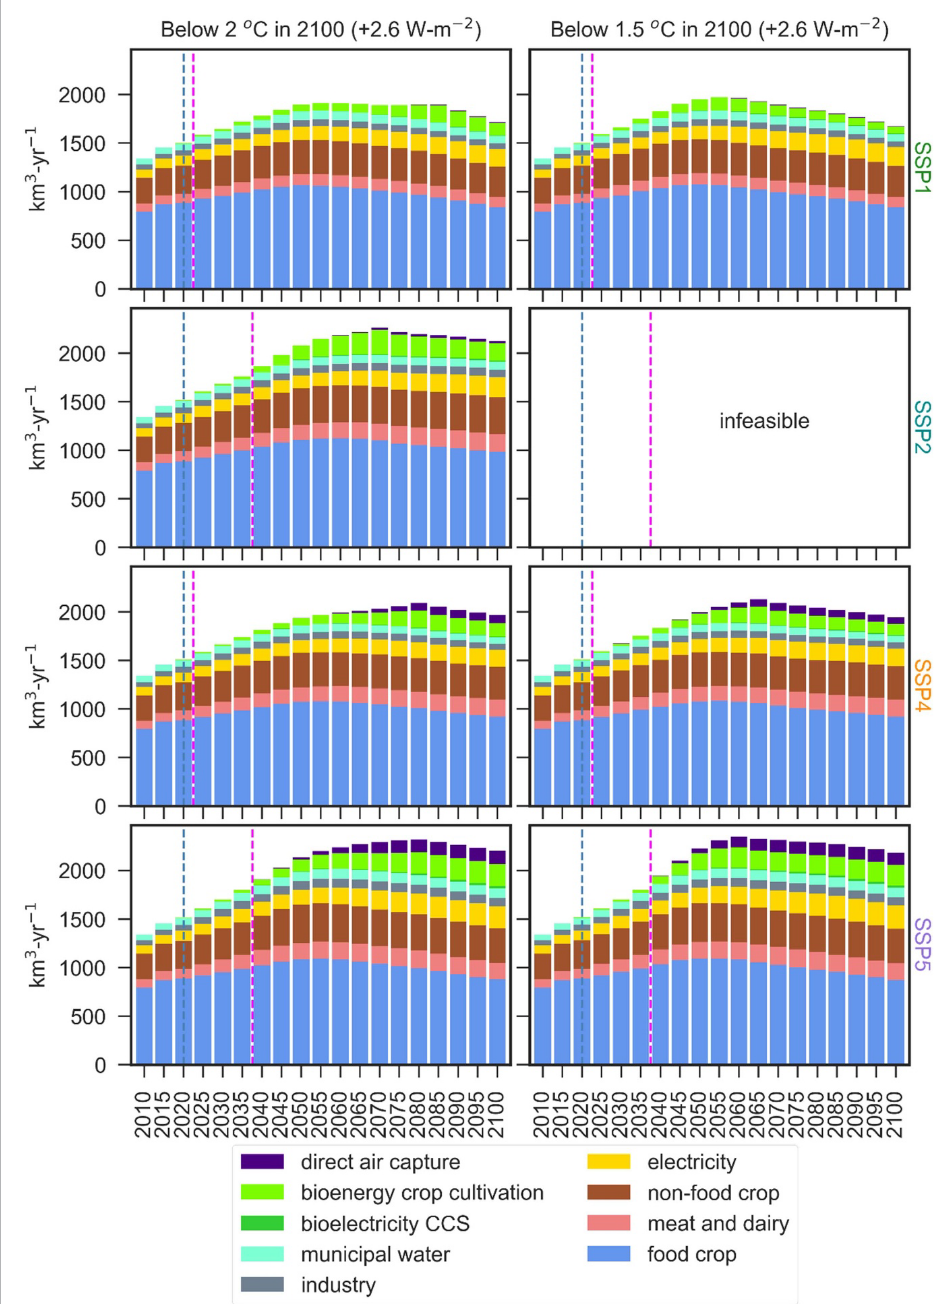 Below 2 °C in 2100 (+2.6 W-m⁻²)
Below 1.5 °C in 2100 (+2.6 W-m⁻²)
km³-yr⁻¹
2000
1500
1000
500
0
SSP1
km³-yr⁻¹
2000
1500
1000
500
0
infeasible
SSP2
km³-yr⁻¹
2000
1500
1000
500
0
SSP4
km³-yr⁻¹
2000
1500
1000
500
0
SSP5
2010 2015 2020 2025 2030 2035 2040 2045 2050 2055 2060 2065 2070 2075 2080 2085 2090 2095 2100
2010 2015 2020 2025 2030 2035 2040 2045 2050 2055 2060 2065 2070 2075 2080 2085 2090 2095 2100
direct air capture
bioenergy crop cultivation
bioelectricity CCS
municipal water
industry
electricity
non-food crop
meat and dairy
food crop